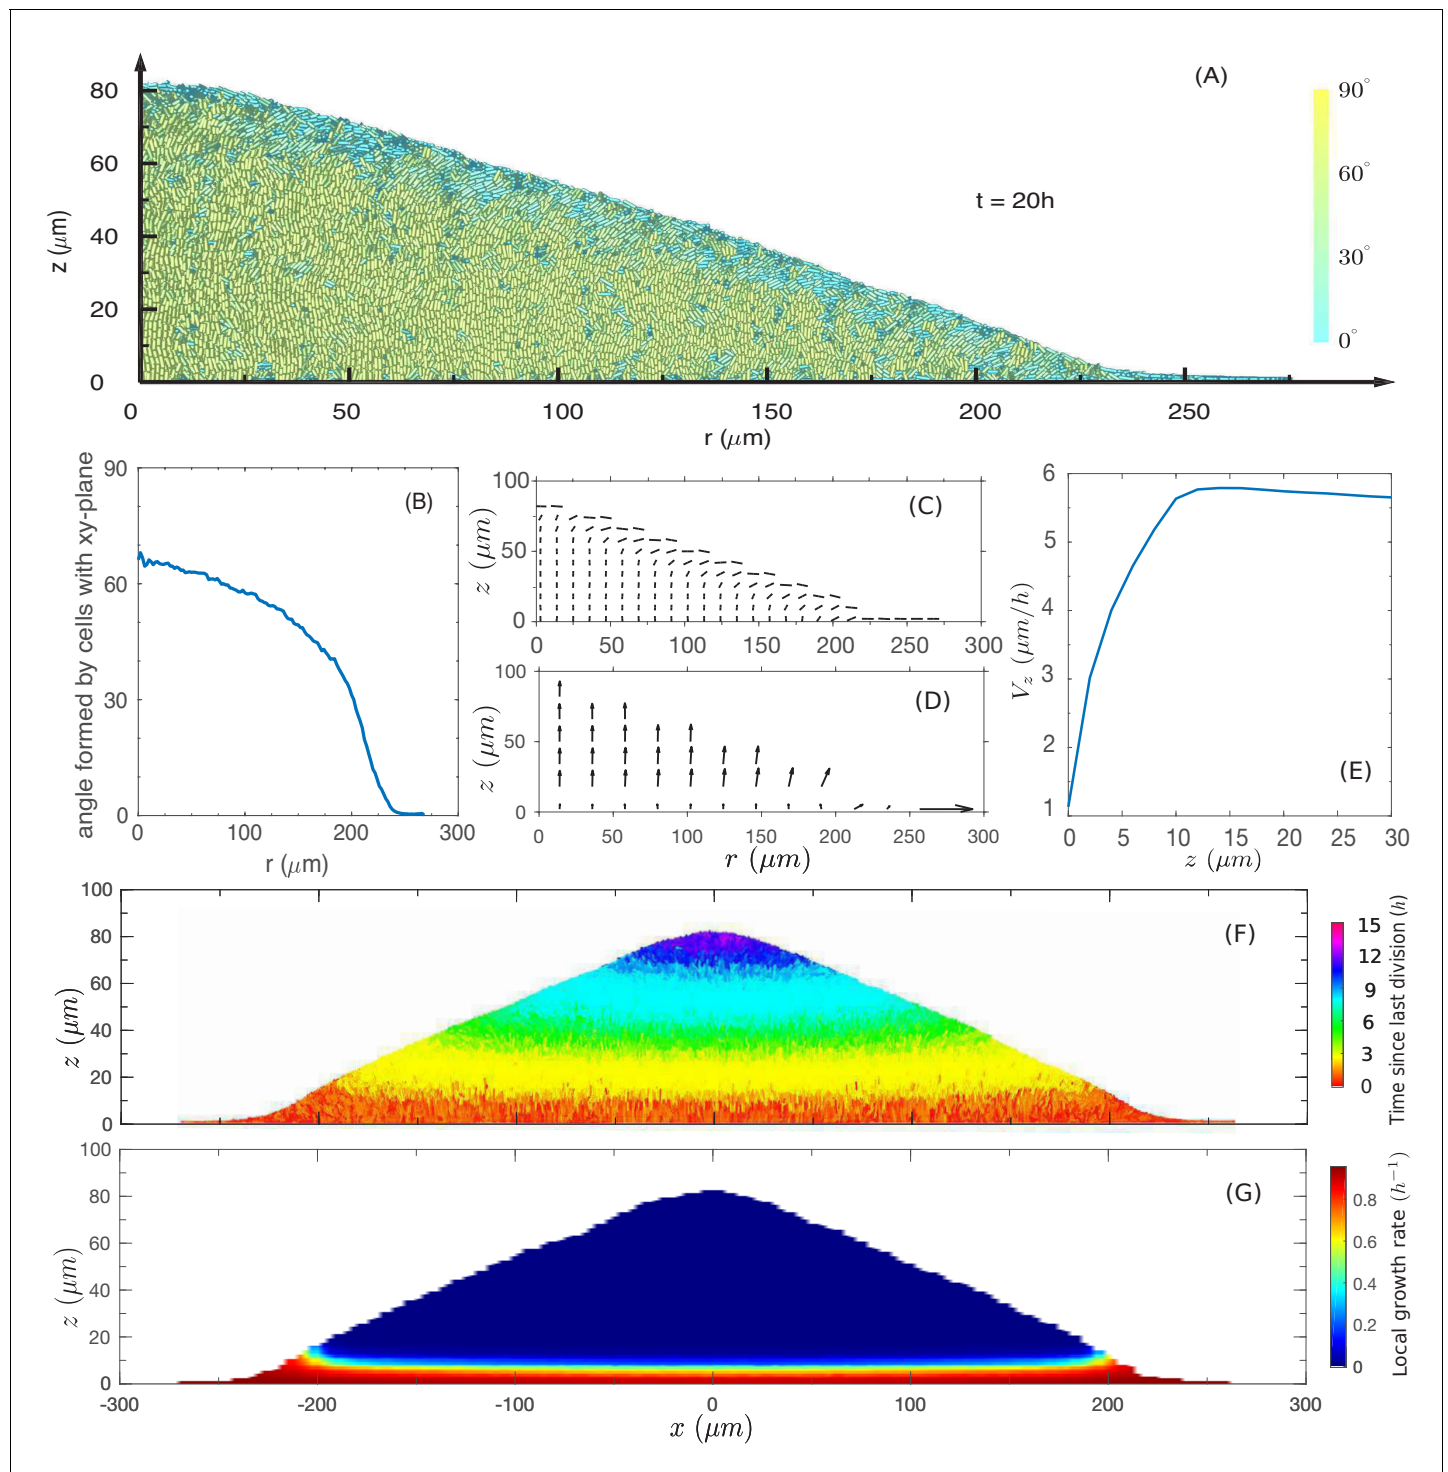 (A)
z (μm)
80
60
40
20
0
t = 20h
90°
60°
30°
0°
0 50 100 150 200 250
r (μm)
(B)
angle formed by cells with xy-plane
90
60
30
0
0 100 200 300
r (μm)
(C)
z (μm)
100
50
0
0 50 100 150 200 250 300
(D)
z (μm)
100
50
0
0 50 100 150 200 250 300
r (μm)
(E)
V_z (μm/h)
6
5
4
3
2
1
0 5 10 15 20 25 30
z (μm)
(F)
z (μm)
100
80
60
40
20
0
15
12
9
6
3
0
Time since last division (h)
(G)
z (μm)
100
80
60
40
20
0
-300 -200 -100 0 100 200 300
x (μm)
0.8
0.6
0.4
0.2
0
Local growth rate (h⁻¹)